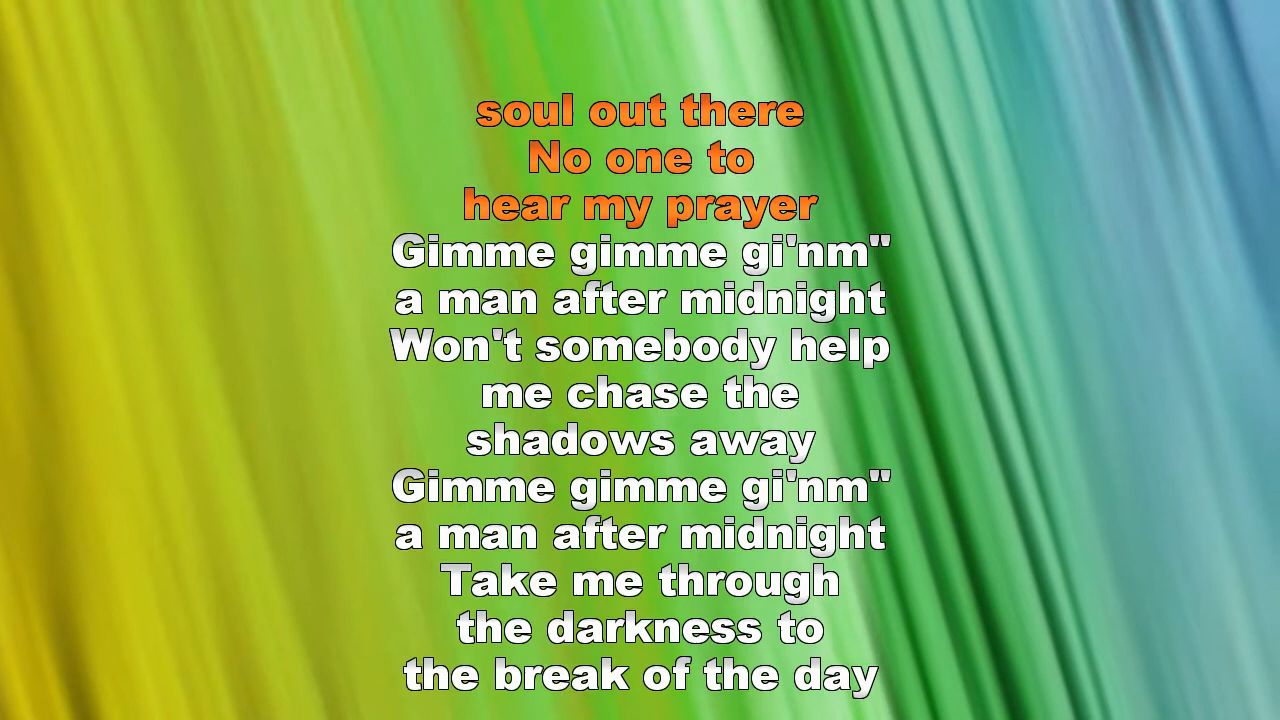 soul out there
No one to
hear my prayer
Gimme gimme gi'nm"
a man after midnight
Won't somebody help
me chase the
shadows away
Gimme gimme gi'nm"
a man after midnight
Take me through
the darkness to
the break of the day